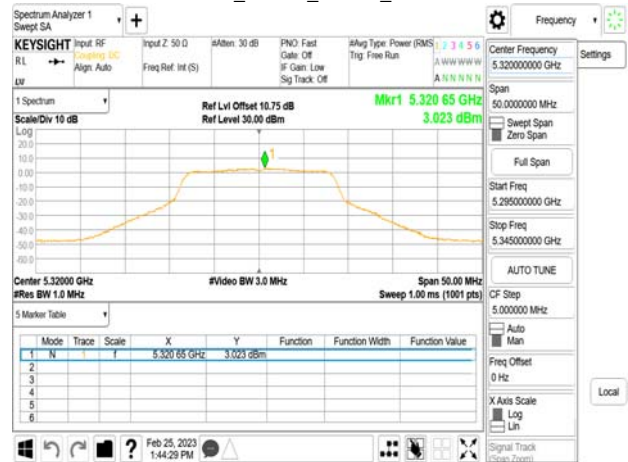 Spectrum Analyzer 1
Swept SA
Frequency
KEYSIGHT
RL
Input: RF
Coupling: DC
Align: Auto
Input Z: 50 Ω
Freq Ref: Int (S)
#Atten: 30 dB
PNO: Fast
Gate: Off
IF Gain: Low
Sig Track: Off
#Avg Type: Power (RMS
Trig: Free Run
1 2 3 4 5 6
A W W W W W
A N N N N N
1 Spectrum
Scale/Div 10 dB
Ref Lvl Offset 10.75 dB
Ref Level 30.00 dBm
Mkr1 5.320 65 GHz
3.023 dBm
Log
20.0
10.0
0.00
-10.0
-20.0
-30.0
-40.0
-50.0
-60.0
1
Center 5.32000 GHz
#Video BW 3.0 MHz
Span 50.00 MHz
#Res BW 1.0 MHz
Sweep 1.00 ms (1001 pts)
5 Marker Table
Mode Trace Scale X Y Function Function Width Function Value
1 N 1 f 5.320 65 GHz 3.023 dBm
2
3
4
5
6
Feb 25, 2023
1:44:29 PM
Center Frequency
5.320000000 GHz
Settings
Span
50.0000000 MHz
Swept Span
Zero Span
Full Span
Start Freq
5.295000000 GHz
Stop Freq
5.345000000 GHz
AUTO TUNE
CF Step
5.000000 MHz
Auto
Man
Freq Offset
0 Hz
X Axis Scale
Log
Lin
Local
Signal Track
(Span Zoom)